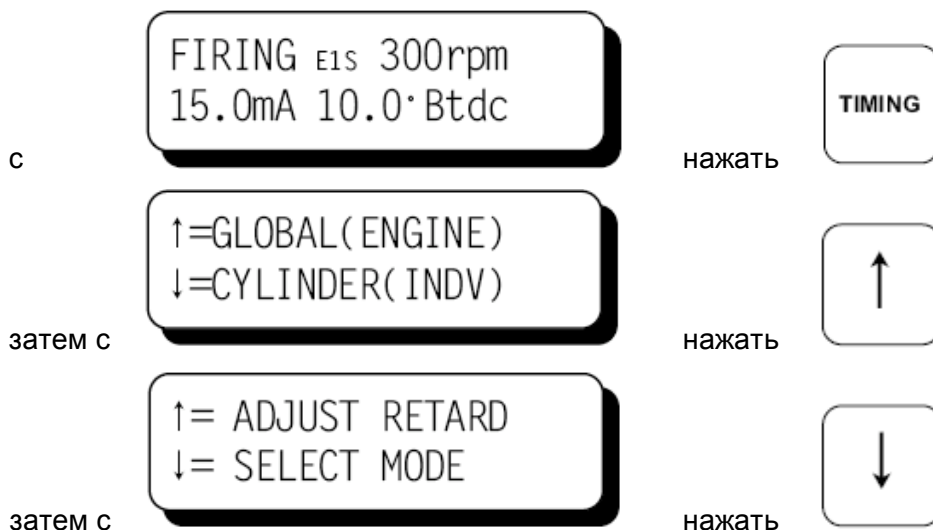 FIRING E1S 300rpm
15.0mA 10.0°Btdc
с нажать TIMING
↑=GLOBAL(ENGINE)
↓=CYLINDER(INDV)
затем с нажать ↑
↑= ADJUST RETARD
↓= SELECT MODE
затем с нажать ↓